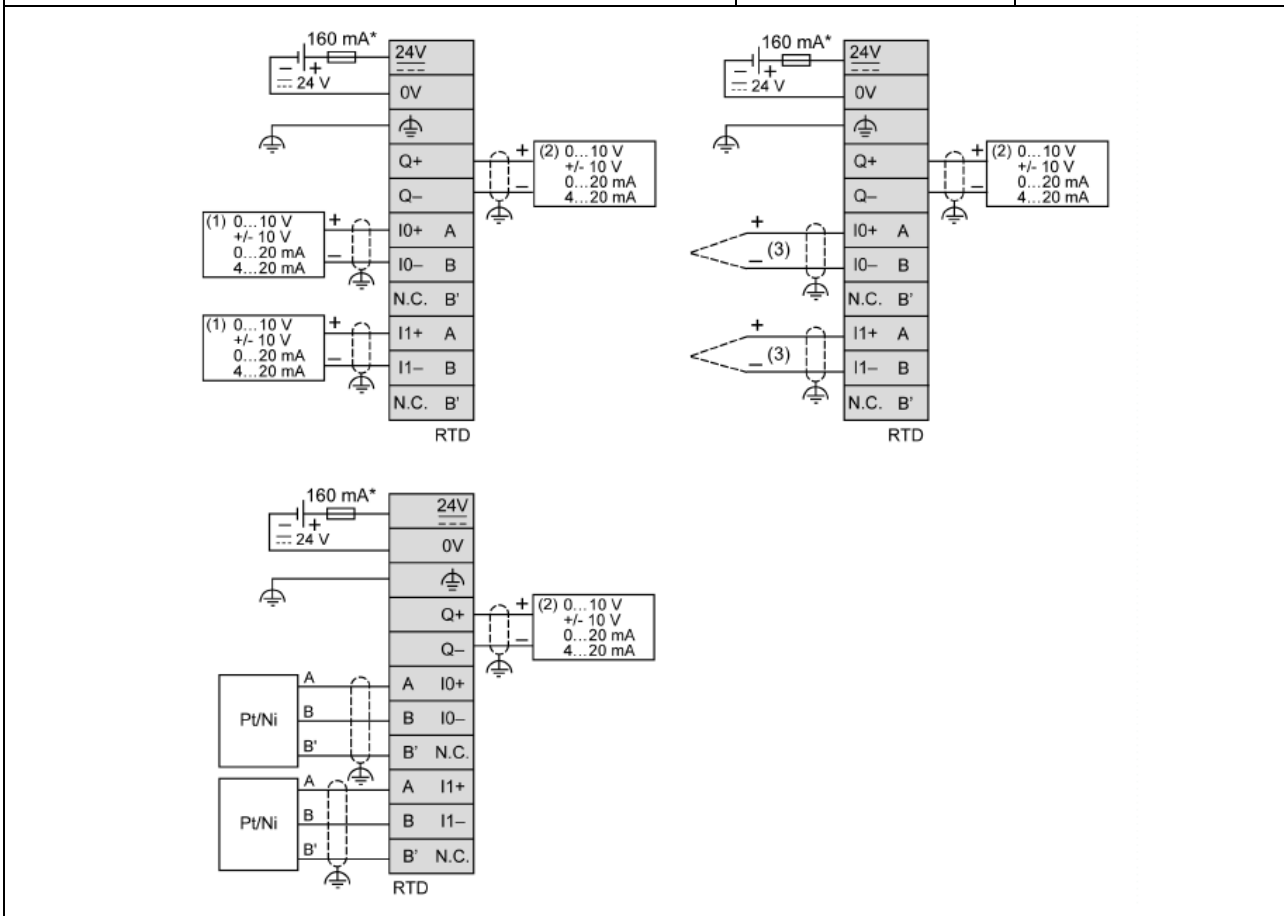 160 mA*
24V
24 V
0V
Q+
(2) 0...10 V
+/- 10 V
0...20 mA
4...20 mA
Q–
(1) 0...10 V
+/- 10 V
0...20 mA
4...20 mA
I0+ A
I0– B
N.C. B'
(1) 0...10 V
+/- 10 V
0...20 mA
4...20 mA
I1+ A
I1– B
N.C. B'
RTD
160 mA*
24V
24 V
0V
Q+
(2) 0...10 V
+/- 10 V
0...20 mA
4...20 mA
Q–
(3)
I0+ A
I0– B
N.C. B'
(3)
I1+ A
I1– B
N.C. B'
RTD
160 mA*
24V
24 V
0V
Q+
(2) 0...10 V
+/- 10 V
0...20 mA
4...20 mA
Q–
Pt/Ni
A
B
B'
A I0+
B I0–
B' N.C.
Pt/Ni
A
B
B'
A I1+
B I1–
B' N.C.
RTD